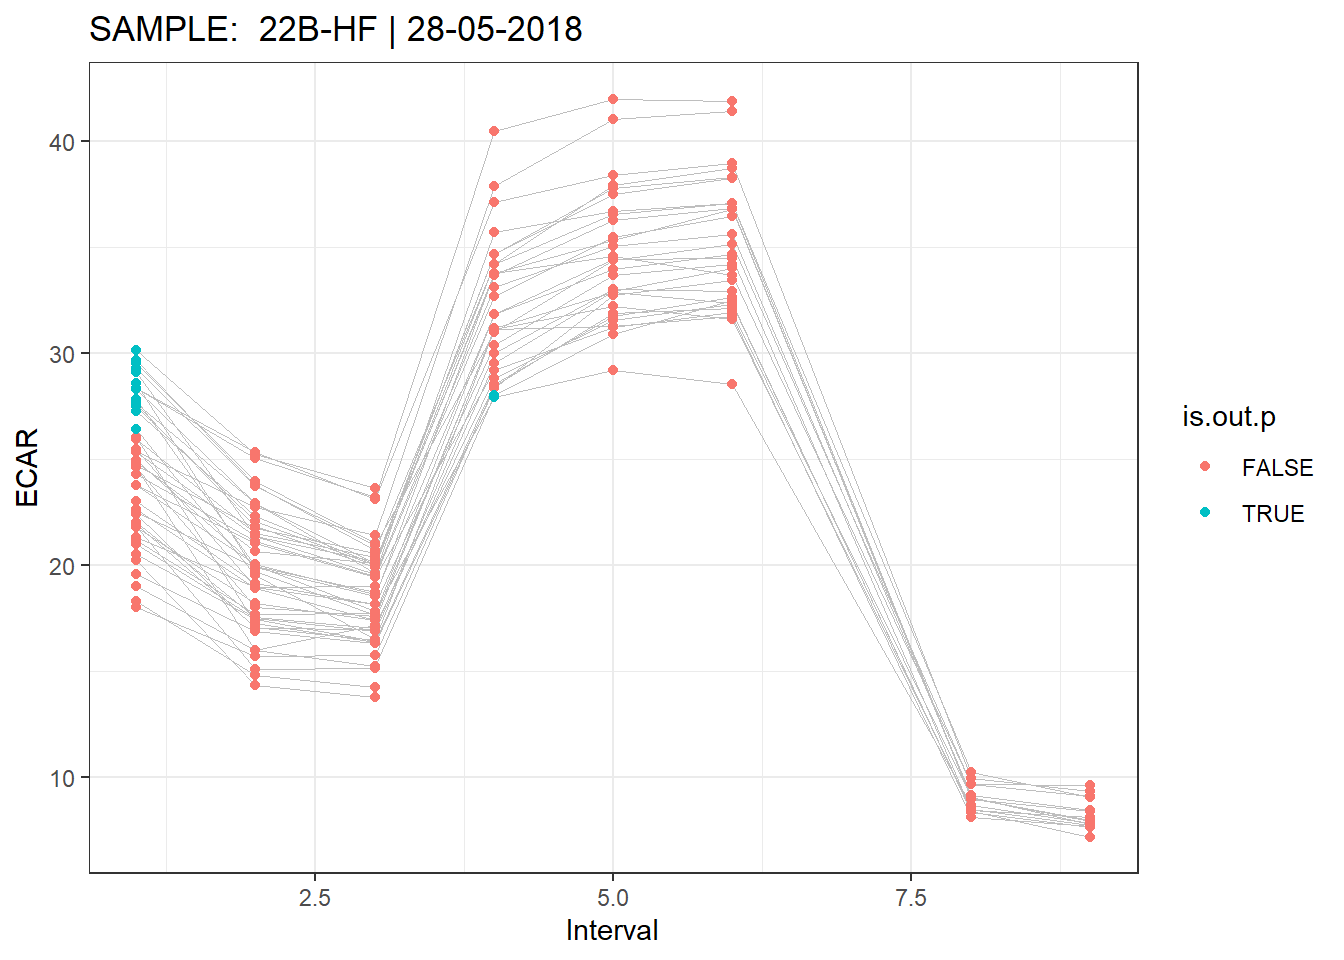 SAMPLE:  22B-HF | 28-05-2018
40
30
20
10
ECAR
2.5
5.0
7.5
Interval
is.out.p
FALSE
TRUE